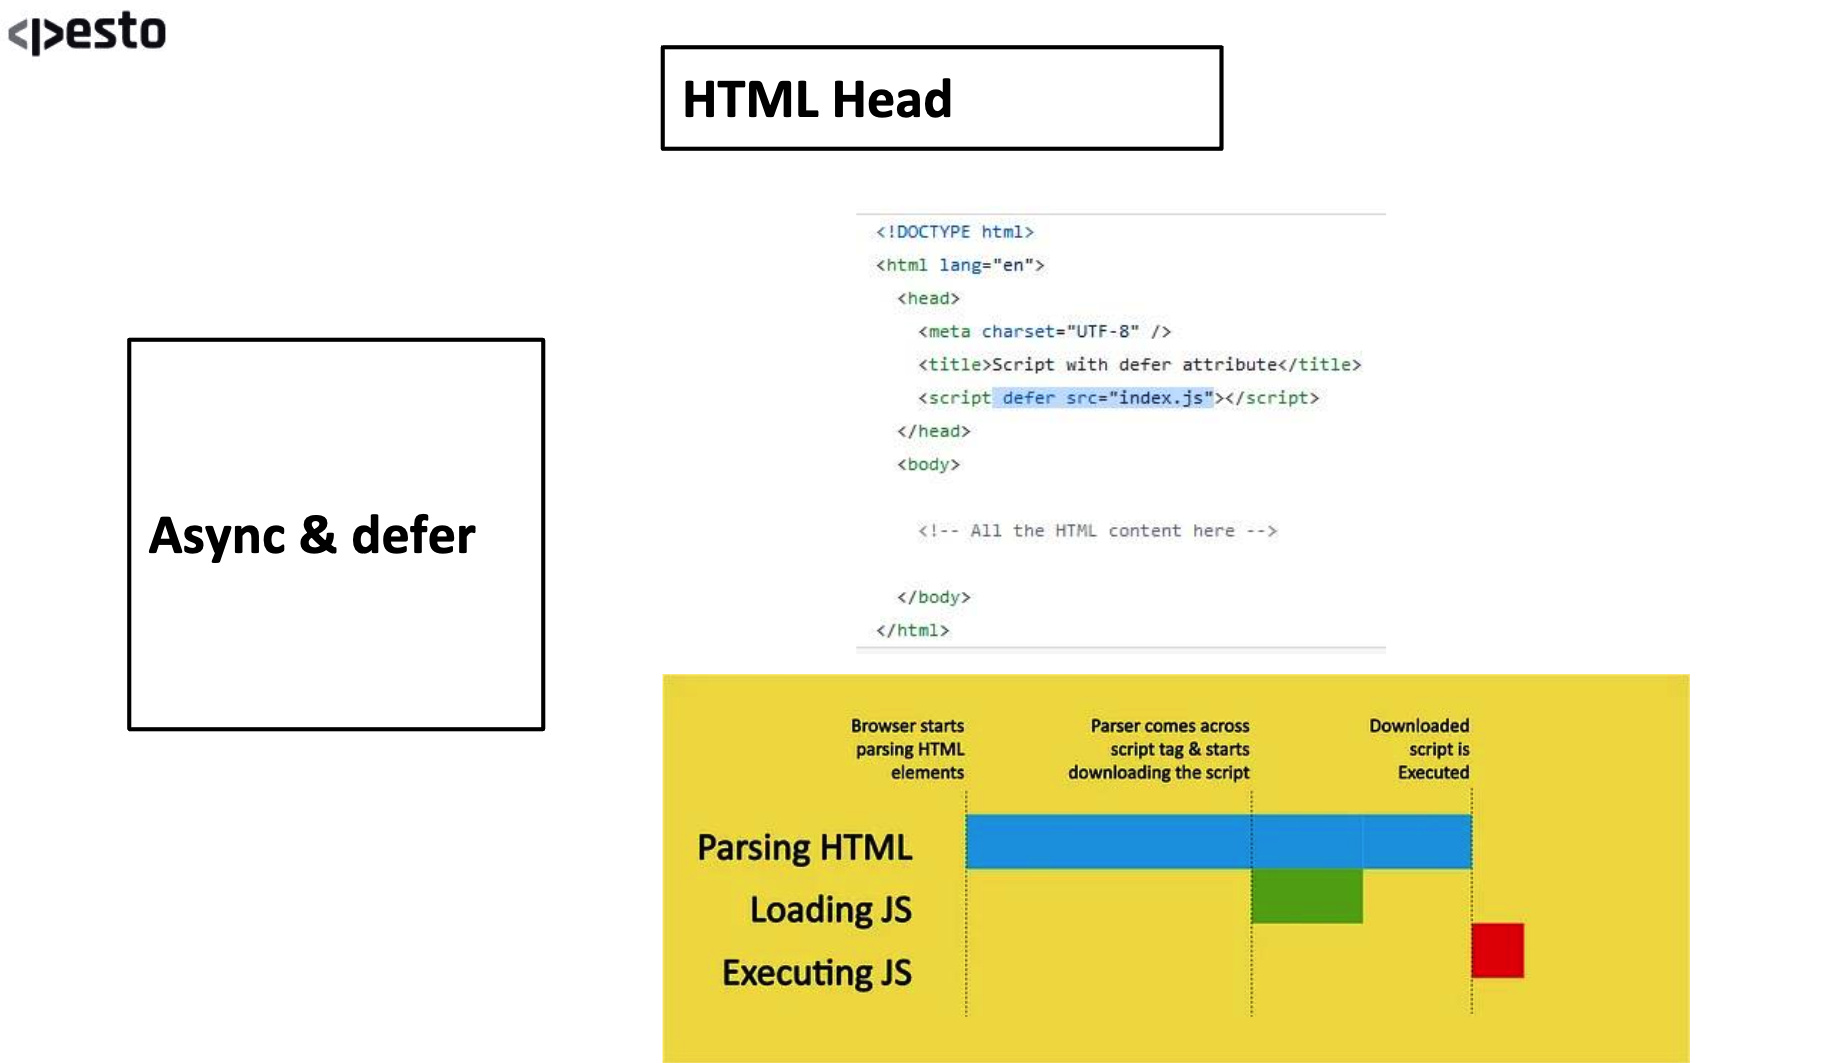 <|>esto
HTML Head
<!DOCTYPE html>
<html lang="en">
<head>
<meta charset="UTF-8" />
<title>Script with defer attribute</title>
<script defer src="index.js"></script>
</head>
<body>
<!-- All the HTML content here -->
</body>
</html>
Async & defer
Browser starts
parsing HTML
elements
Parser comes across
script tag & starts
downloading the script
Downloaded
script is
Executed
Parsing HTML
Loading JS
Executing JS